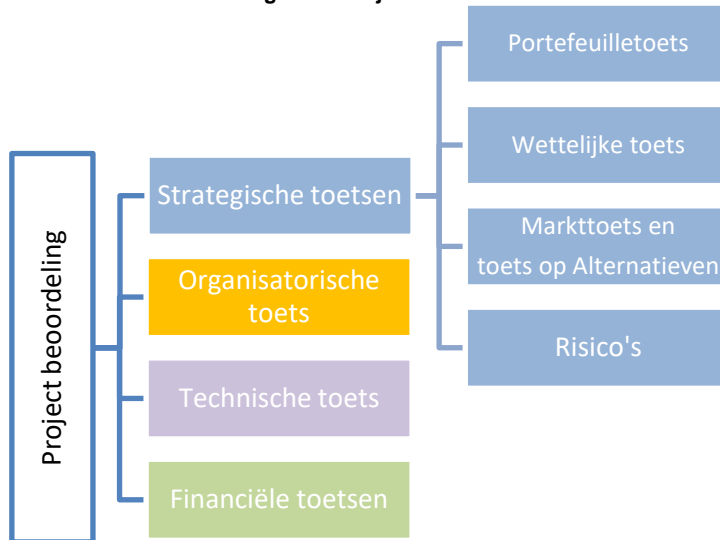 Project beoordeling
Strategische toetsen
Organisatorische
toets
Technische toets
Financiële toetsen
Portefeuilletoets
Wettelijke toets
Markttoets en
toets op Alternatieven
Risico's